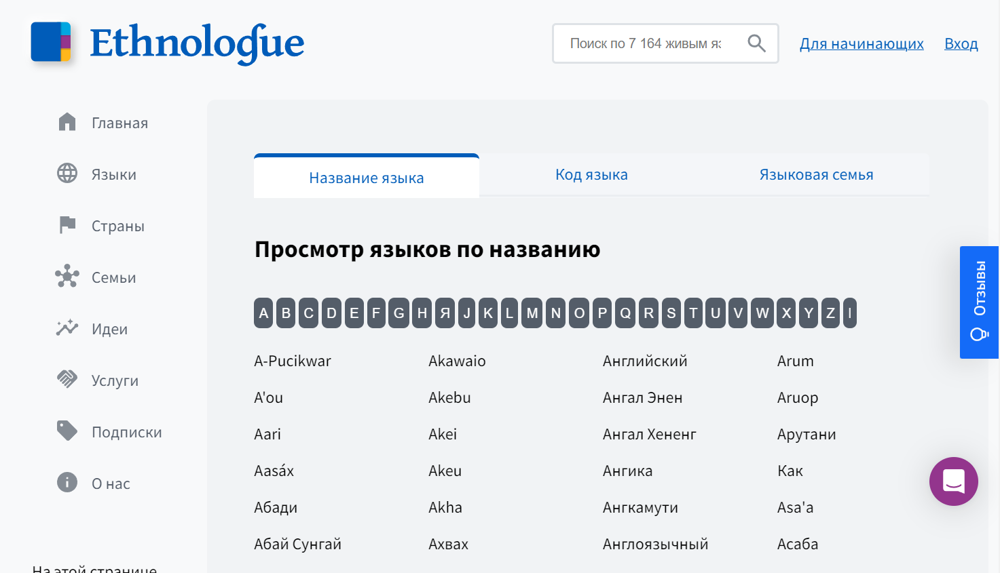 Ethnologue
Поиск по 7 164 живым яз
Для начинающих
Вход
Главная
Языки
Страны
Семьи
Идеи
Услуги
Подписки
О нас
На этой странице
Название языка
Код языка
Языковая семья
Просмотр языков по названию
A B C D E F G H Я J K L M N O P Q R S T U V W X Y Z ǀ
A-Pucikwar
Akawaio
Английский
Arum
A'ou
Akebu
Ангал Энен
Aruop
Aari
Akei
Ангал Хененг
Арутани
Aasáx
Akeu
Ангика
Как
Абади
Akha
Ангкамути
Asa'a
Абай Сунгай
Ахвах
Англоязычный
Асаба
Отзывы